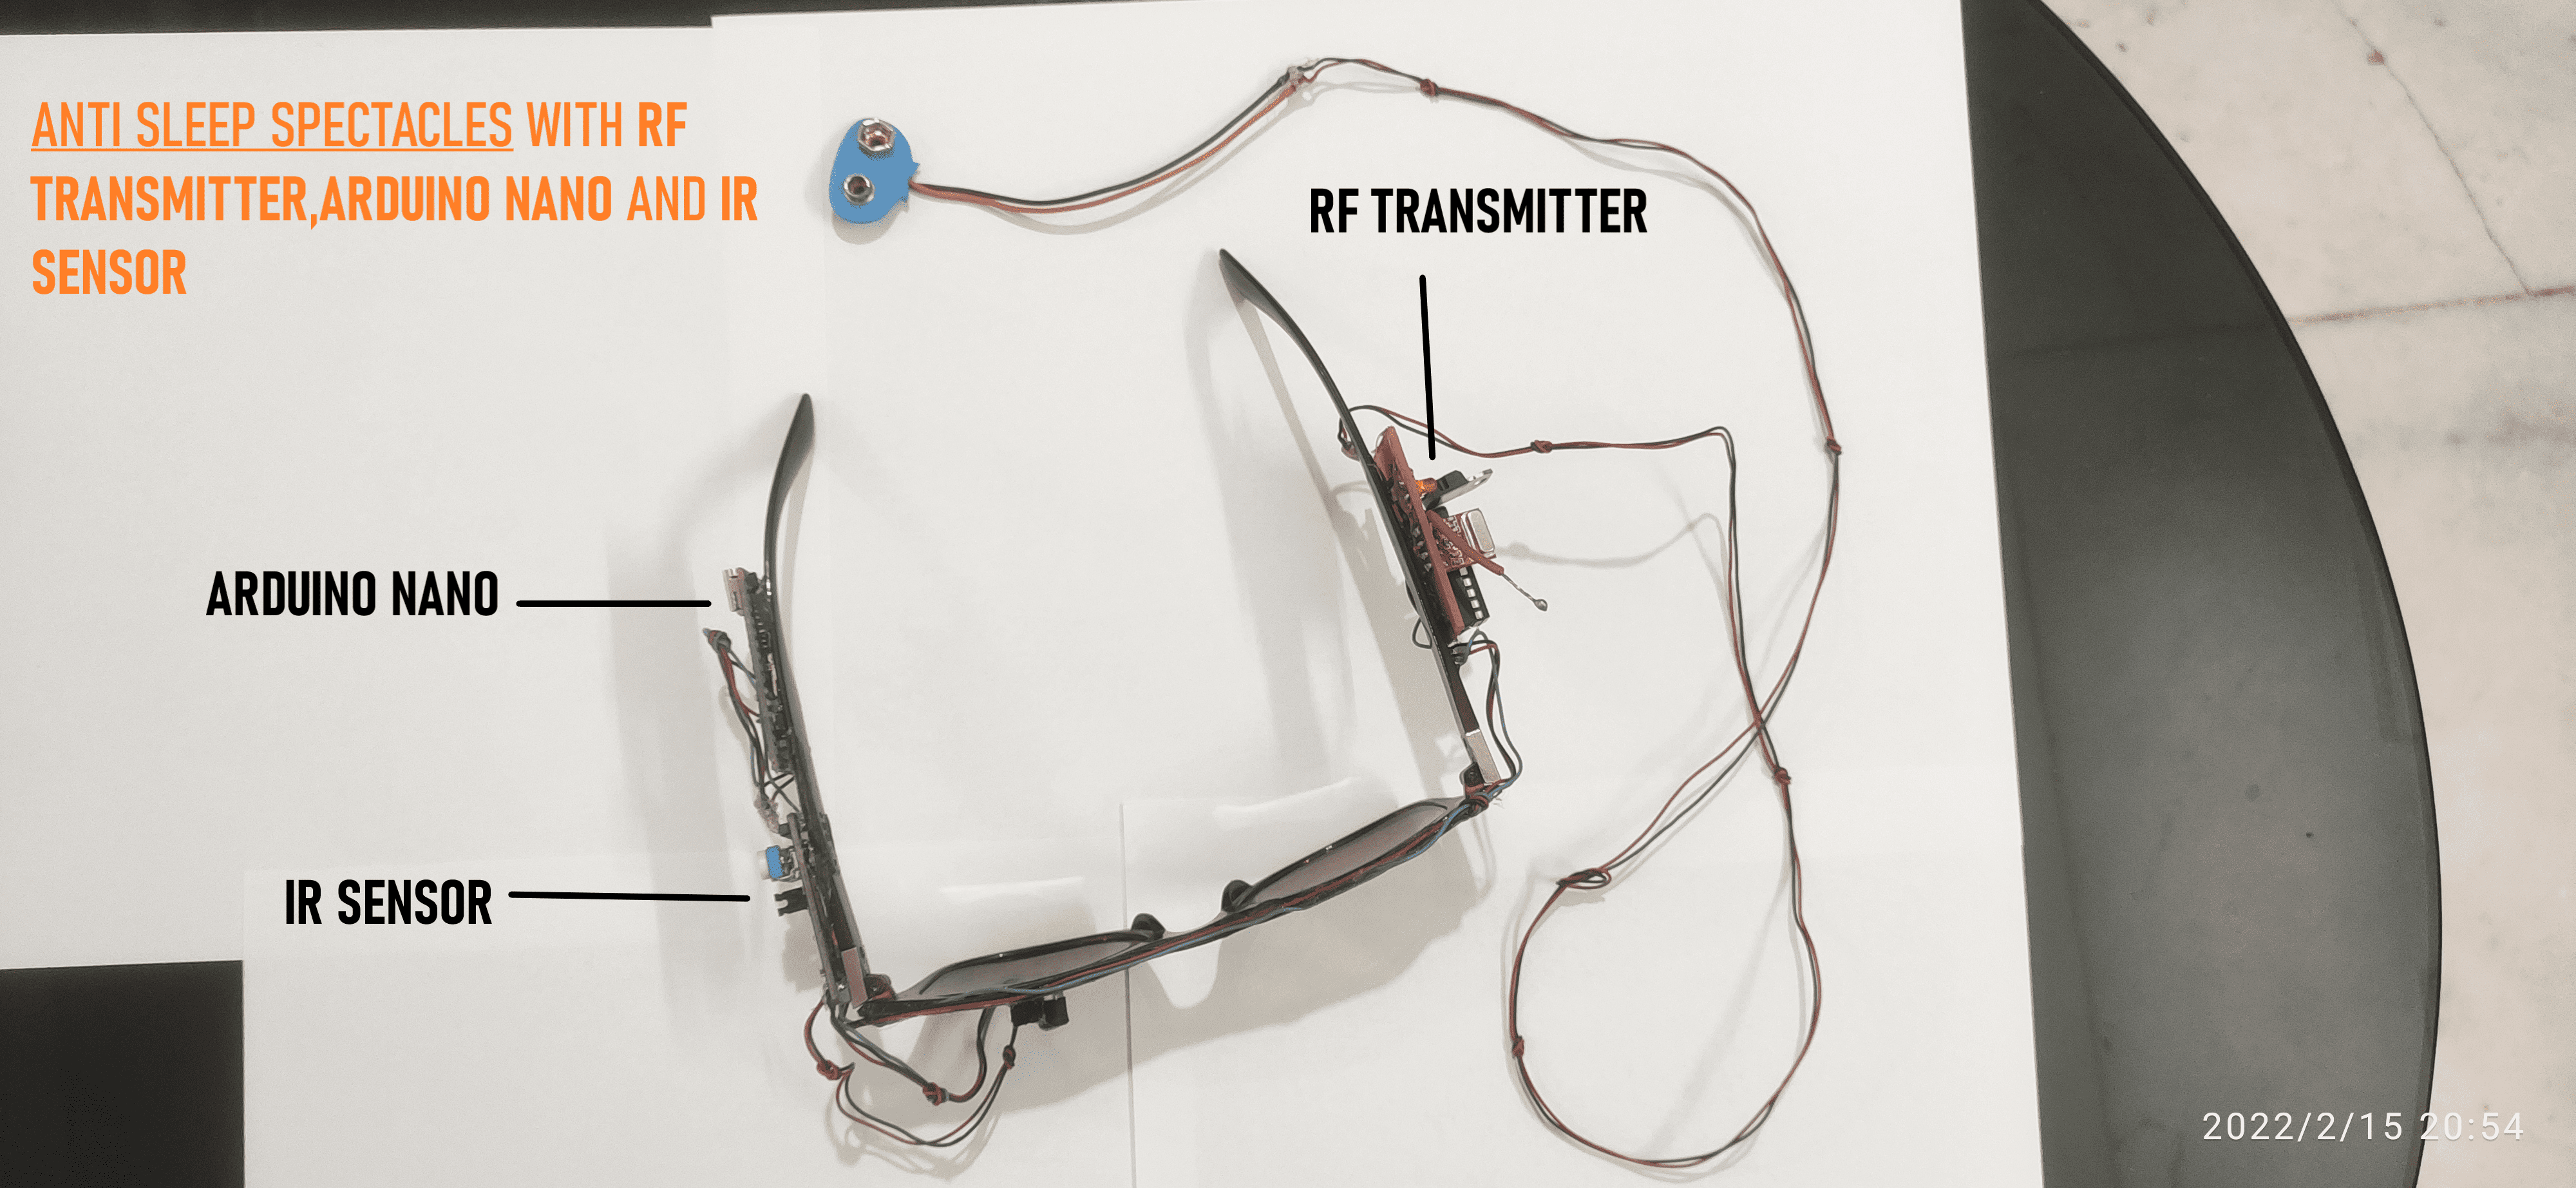 ANTI SLEEP SPECTACLES WITH RF
TRANSMITTER,ARDUINO NANO AND IR
SENSOR
RF TRANSMITTER
ARDUINO NANO
IR SENSOR
2022/2/15 20:54